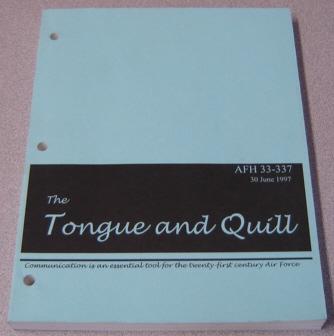 AFH 33-337
30 June 1997
The
Tongue and Quill
Communication is an essential tool for the twenty-first century Air Force